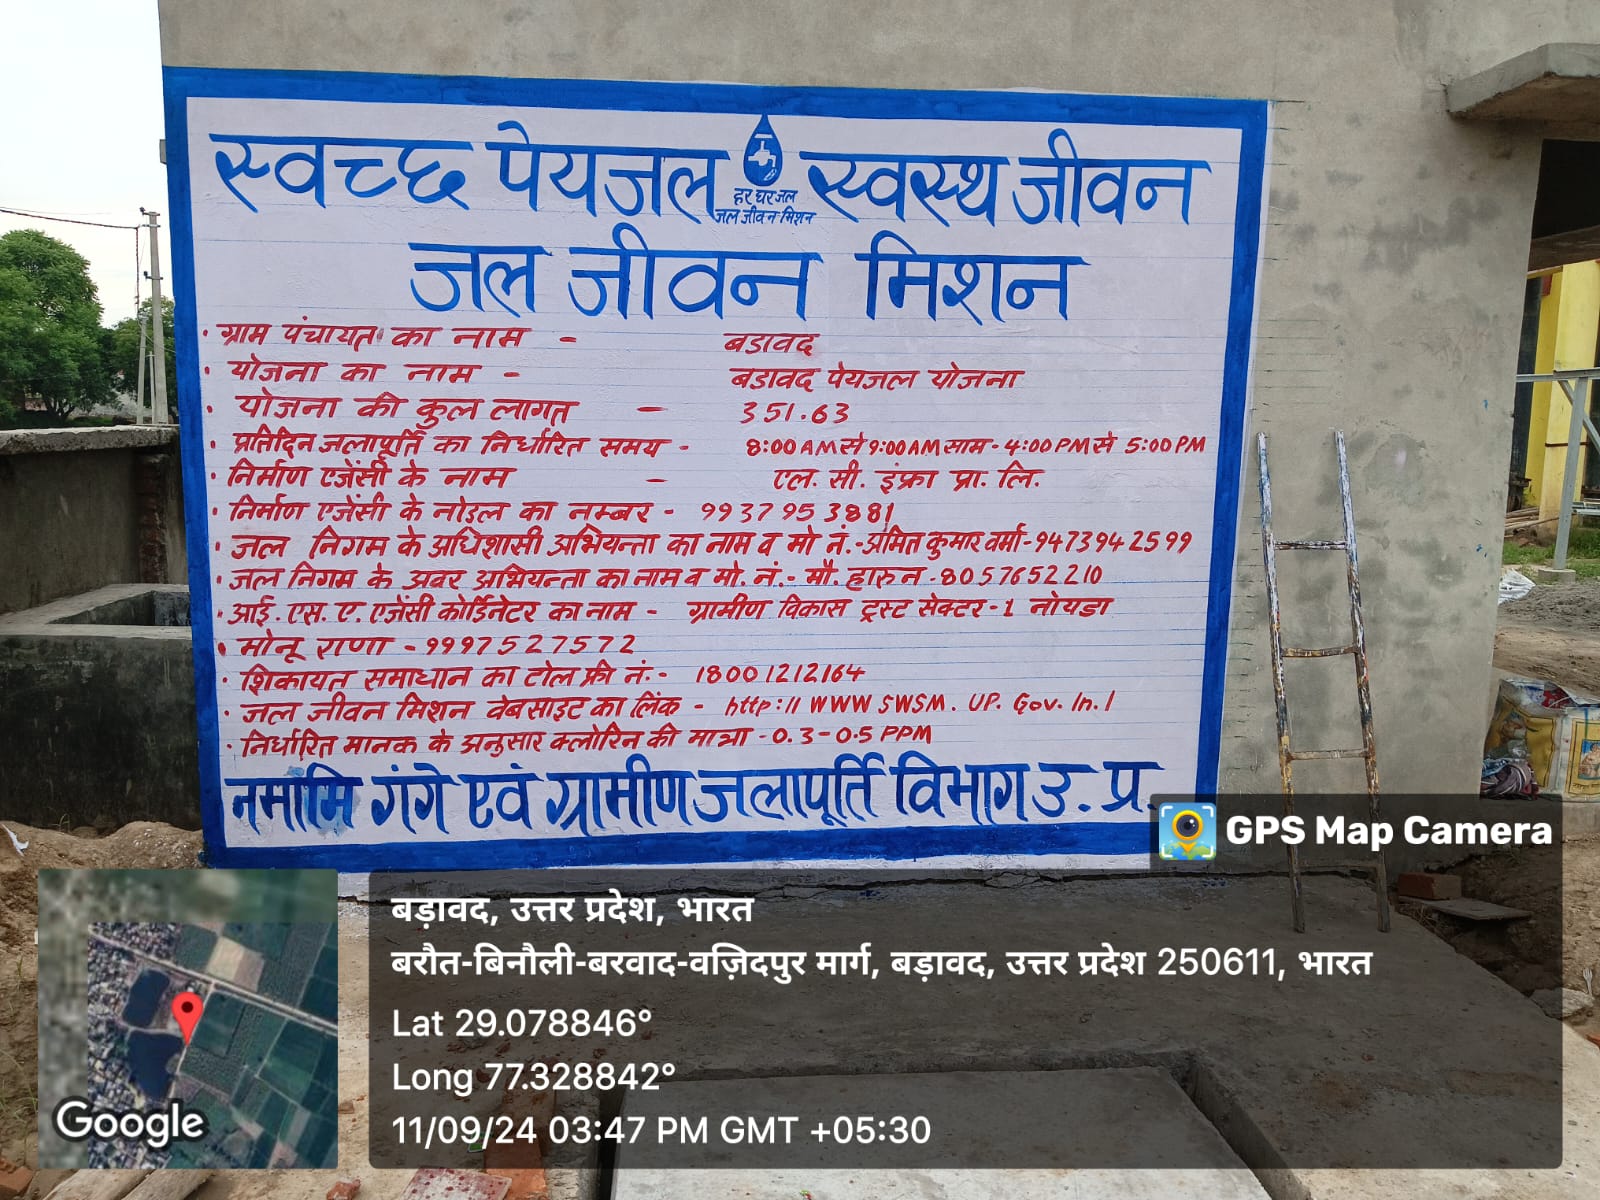 स्वच्छ पेयजल स्वस्थ जीवन
हर घर जल
जल जीवन मिशन
जल जीवन मिशन
• ग्राम पंचायत का नाम - बडावद
• योजना का नाम - बडावद पेयजल योजना
• योजना की कुल लागत - 351.63
• प्रतिदिन जलापूर्ति का निर्धारित समय - 8:00 AM से 9:00 AM साम - 4:00 PM से 5:00 PM
• निर्माण एजेंसी के नाम - एल. सी. इंफ्रा प्रा. लि.
• निर्माण एजेंसी के नोडल का नम्बर - 9937953881
• जल निगम के अधिशासी अभियन्ता का नाम व मो नं.- अमित कुमार वर्मा - 9473942599
• जल निगम के अवर अभियन्ता का नाम व मो. नं.- मौ. हारून - 8057652210
• आई. एस. ए. एजेंसी कोर्डिनेटर का नाम - ग्रामीण विकास ट्रस्ट सेक्टर - 1 नोयडा
• मोनू राणा - 9997527572
• शिकायत समाधान का टोल फ्री नं.- 18001212164
• जल जीवन मिशन वेबसाइट का लिंक - http:// WWW SWSM. UP. Gov. In. /
• निर्धारित मानक के अनुसार क्लोरिन की मात्रा - 0.3-0.5 PPM
नमामि गंगे एवं ग्रामीण जलापूर्ति विभाग उ. प्र.
GPS Map Camera
बड़ावद, उत्तर प्रदेश, भारत
बरौत-बिनौली-बरवाद-वज़िदपुर मार्ग, बड़ावद, उत्तर प्रदेश 250611, भारत
Lat 29.078846°
Long 77.328842°
11/09/24 03:47 PM GMT +05:30
Google